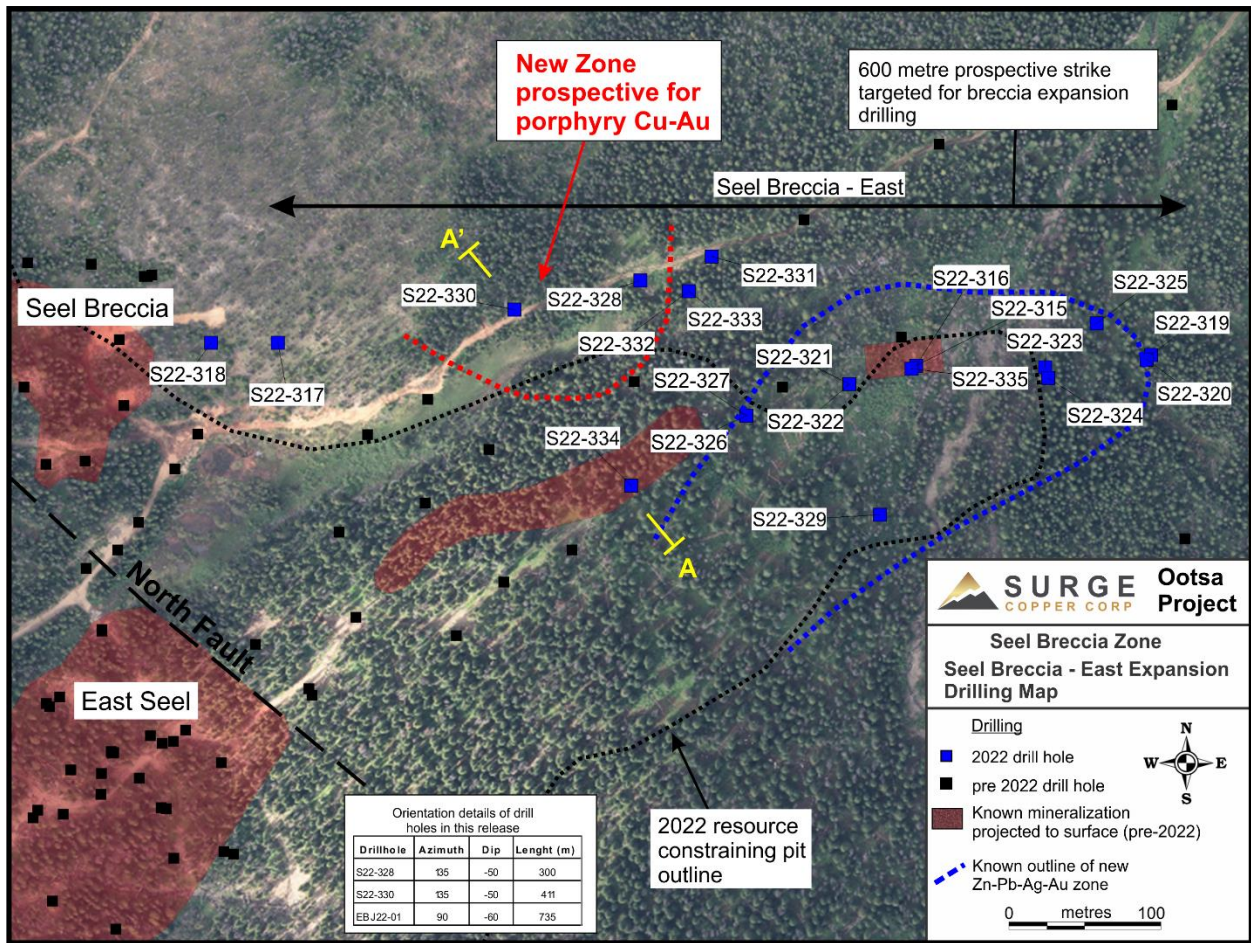 New Zone
prospective for
porphyry Cu-Au
600 metre prospective strike
targeted for breccia expansion
drilling
Seel Breccia - East
A'
S22-331
S22-316
S22-325
S22-330
S22-328
S22-315
S22-319
Seel Breccia
S22-333
S22-332
S22-321
S22-323
S22-318
S22-317
S22-327
S22-335
S22-320
S22-322
S22-324
S22-334
S22-326
S22-329
A
North Fault
East Seel
2022 resource
constraining pit
outline
Orientation details of drill
holes in this release
Drillhole Azimuth Dip Lenght (m)
S22-328 135 -50 300
S22-330 135 -50 411
EBJ22-01 90 -60 735
SURGE
COPPER CORP
Ootsa
Project
Seel Breccia Zone
Seel Breccia - East Expansion
Drilling Map
Drilling
2022 drill hole
pre 2022 drill hole
Known mineralization
projected to surface (pre-2022)
Known outline of new
Zn-Pb-Ag-Au zone
N
W E
S
0 metres 100